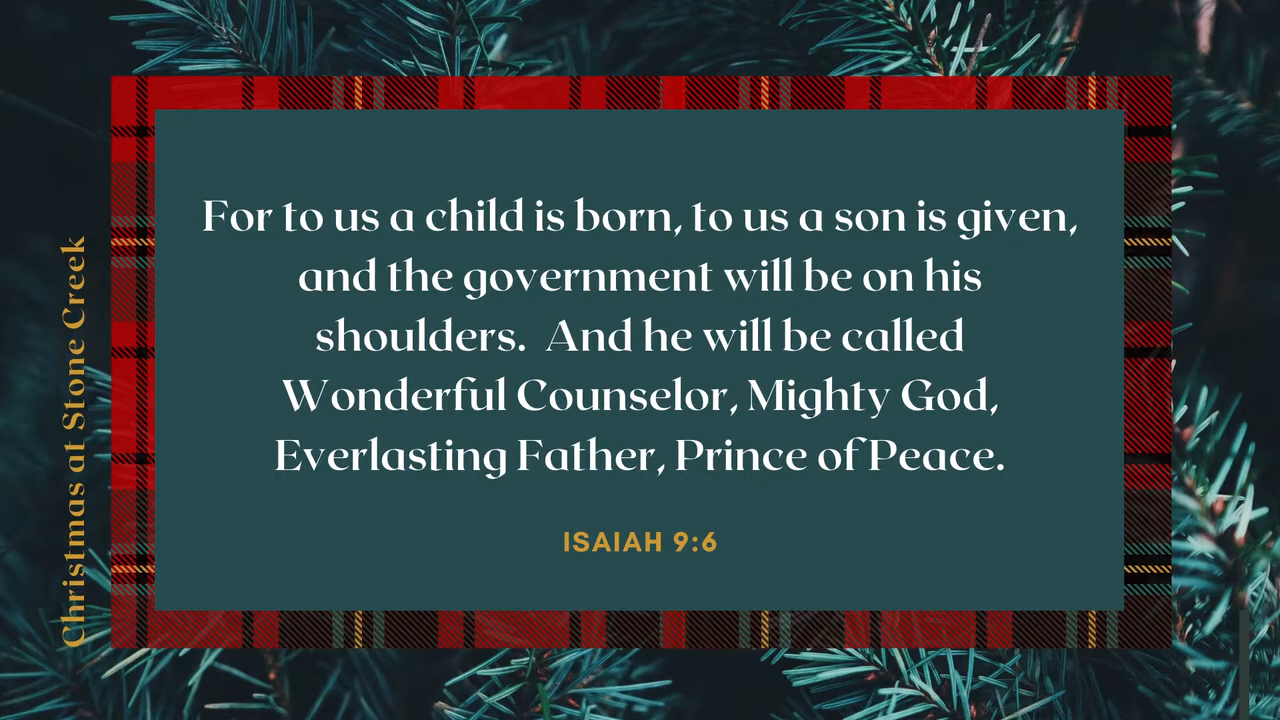 For to us a child is born, to us a son is given,
and the government will be on his
shoulders.  And he will be called
Wonderful Counselor, Mighty God,
Everlasting Father, Prince of Peace.
ISAIAH 9:6
Christmas at Stone Creek